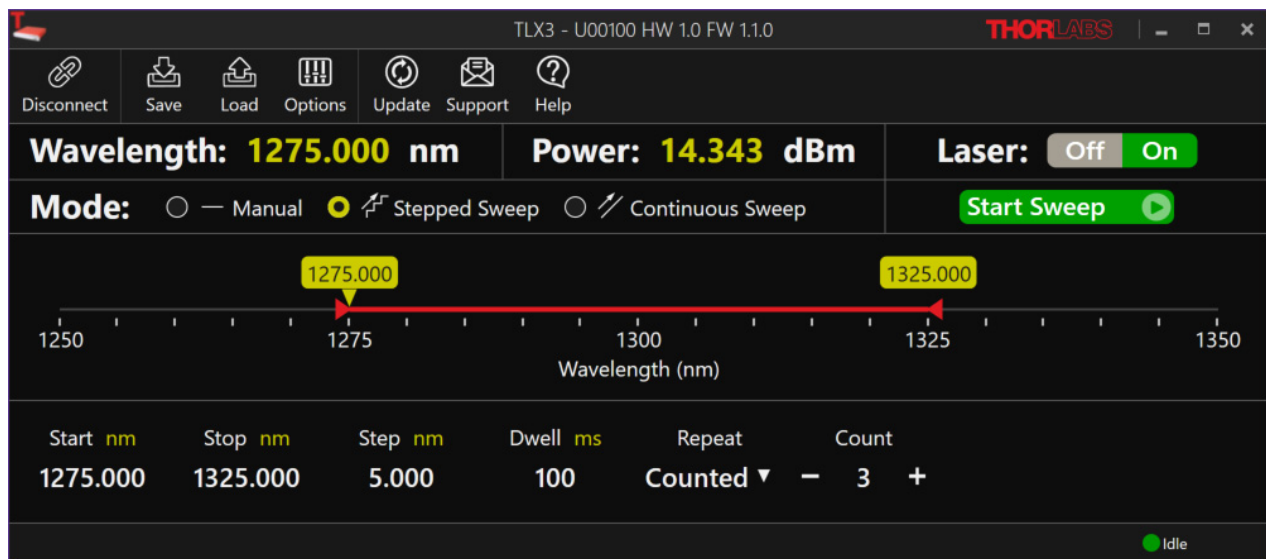 TLX3 - U00100 HW 1.0 FW 1.1.0 THORLABS
Disconnect Save Load Options Update Support Help
Wavelength: 1275.000 nm Power: 14.343 dBm Laser: Off On
Mode: Manual Stepped Sweep Continuous Sweep Start Sweep
1275.000 1325.000
1250 1275 1300 1325 1350
Wavelength (nm)
Start nm Stop nm Step nm Dwell ms Repeat Count
1275.000 1325.000 5.000 100 Counted ▼ − 3 +
Idle